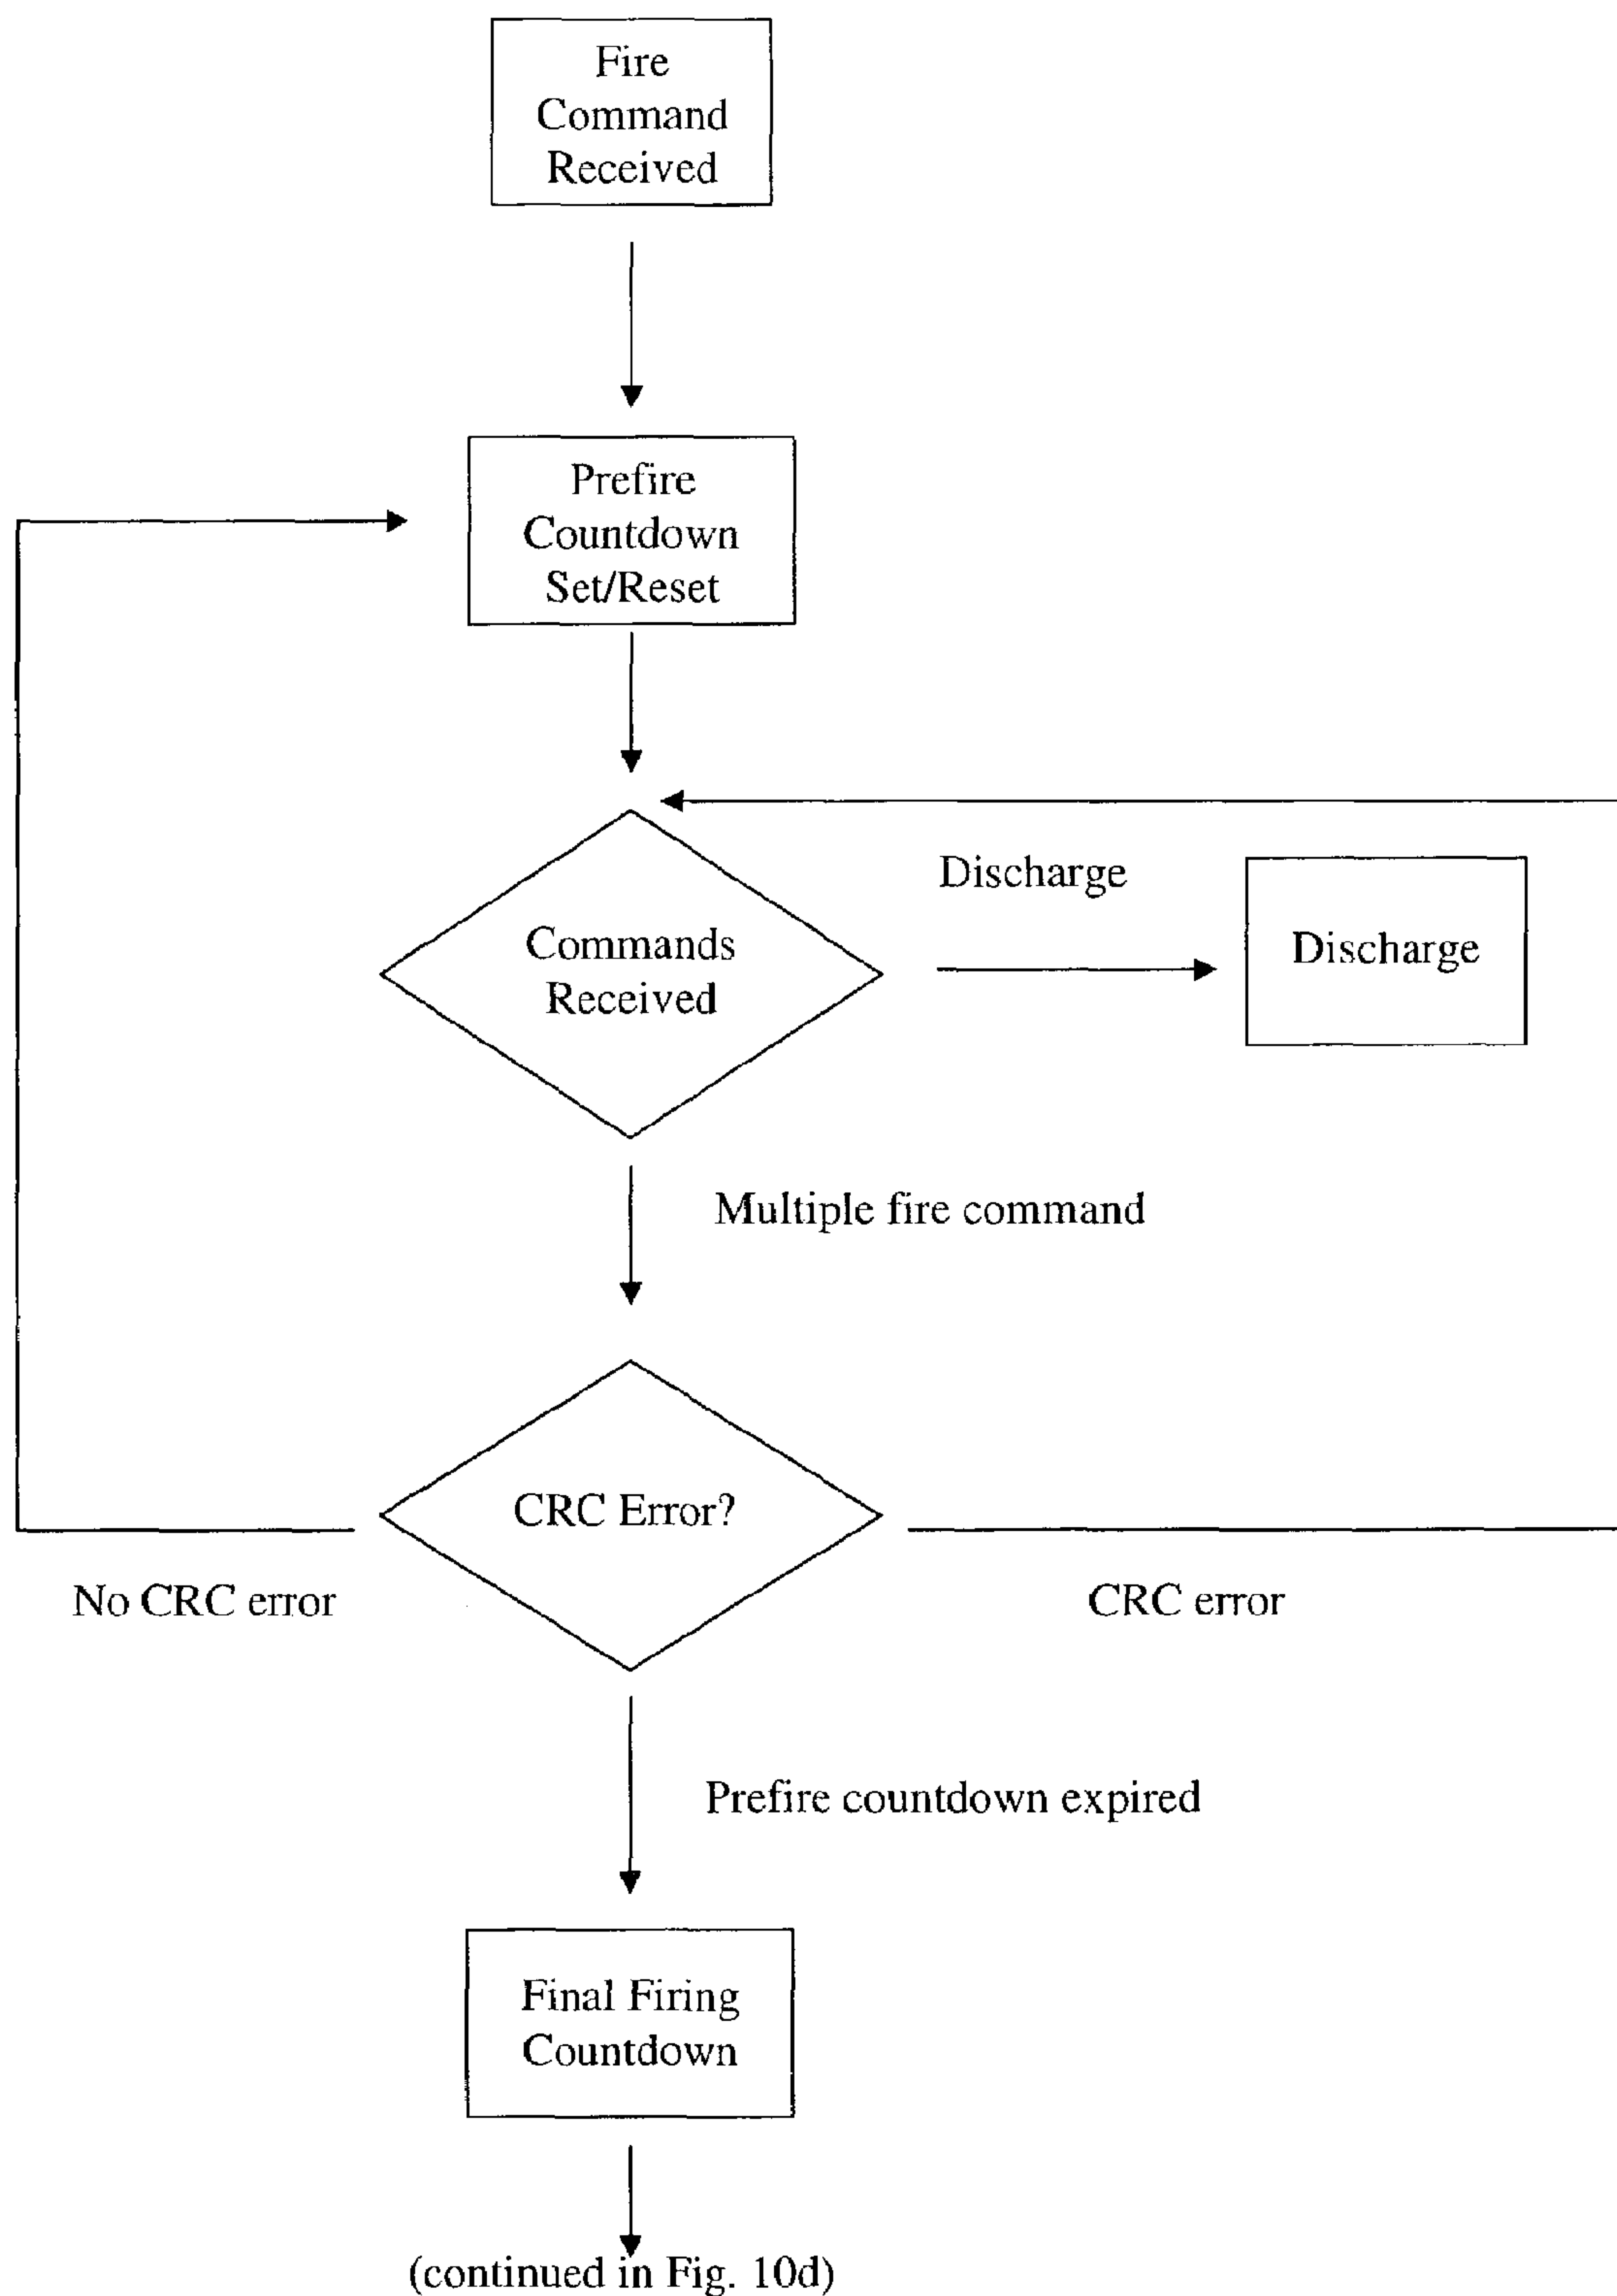 Fire
Command
Received
Prefire
Countdown
Set/Reset
Discharge
Commands
Received
Discharge
Multiple fire command
CRC Error?
No CRC error
CRC error
Prefire countdown expired
Final Firing
Countdown
(continued in Fig. 10d)